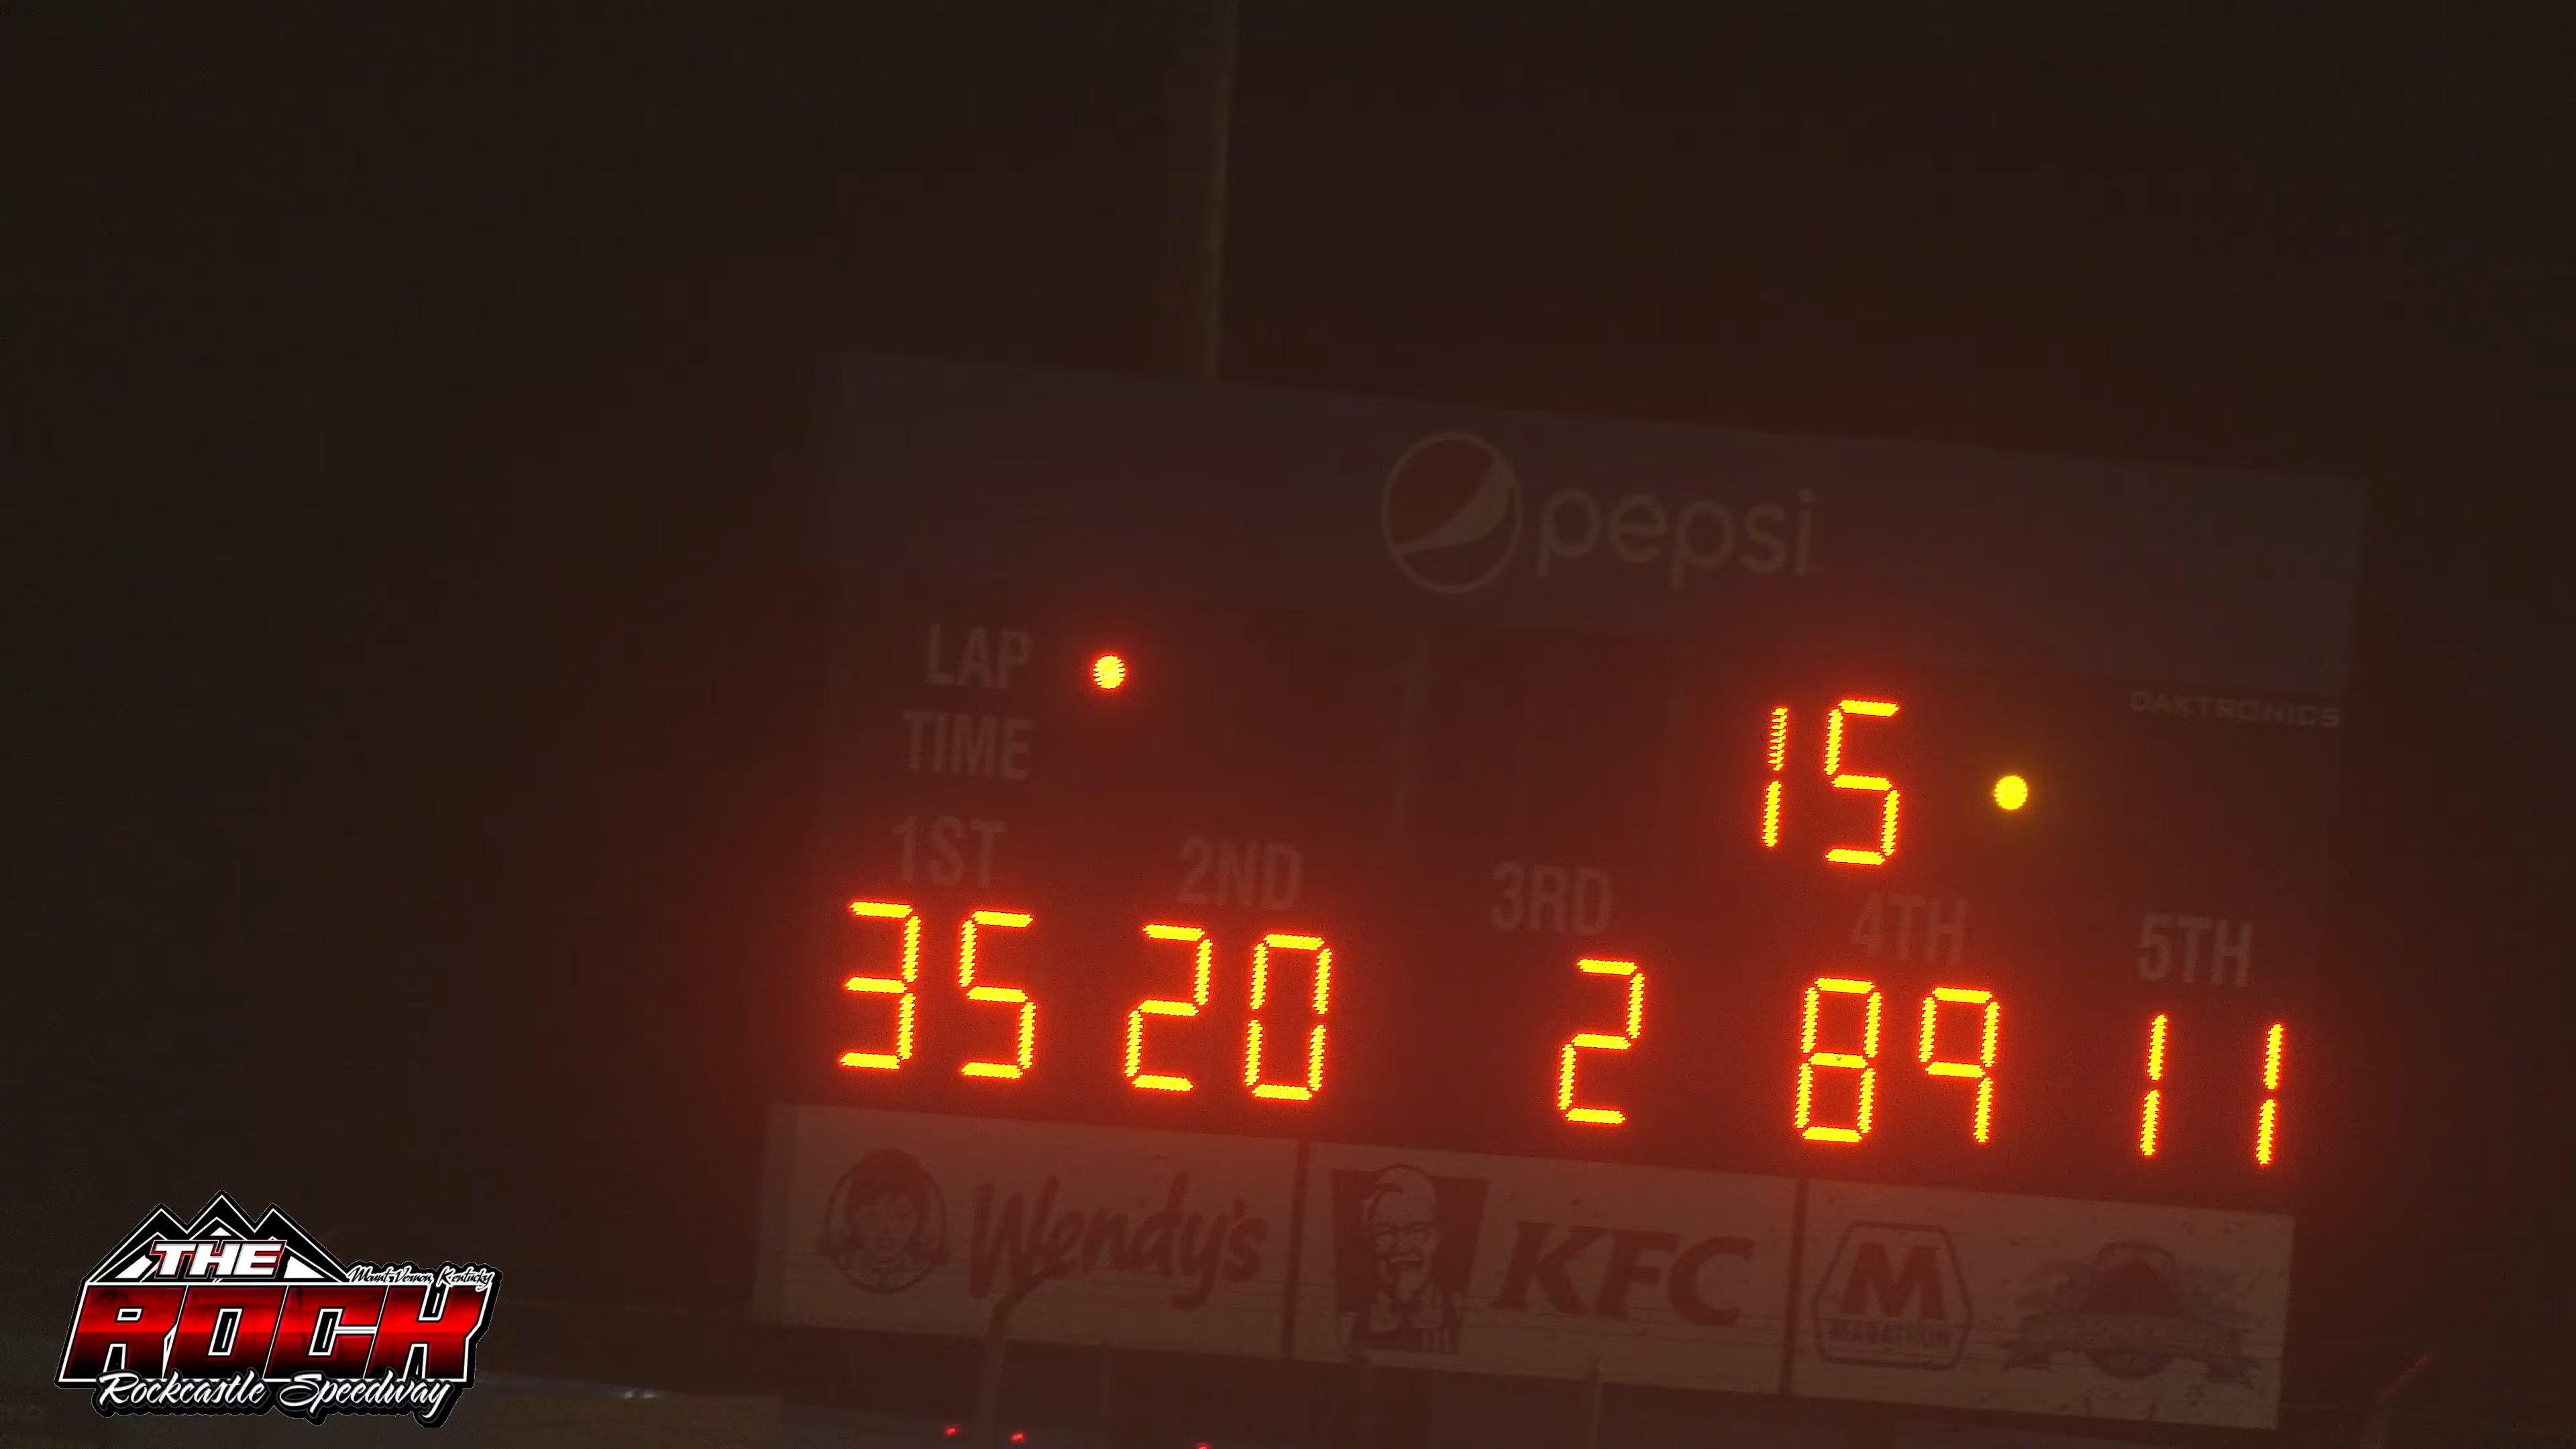 pepsi
DAKTRONICS
LAP
15
TIME
1ST 2ND 3RD 4TH 5TH
35 20 2 89 11
Wendy's KFC M
MARATHON
THE
Mount Vernon, Kentucky
ROCK
Rockcastle Speedway